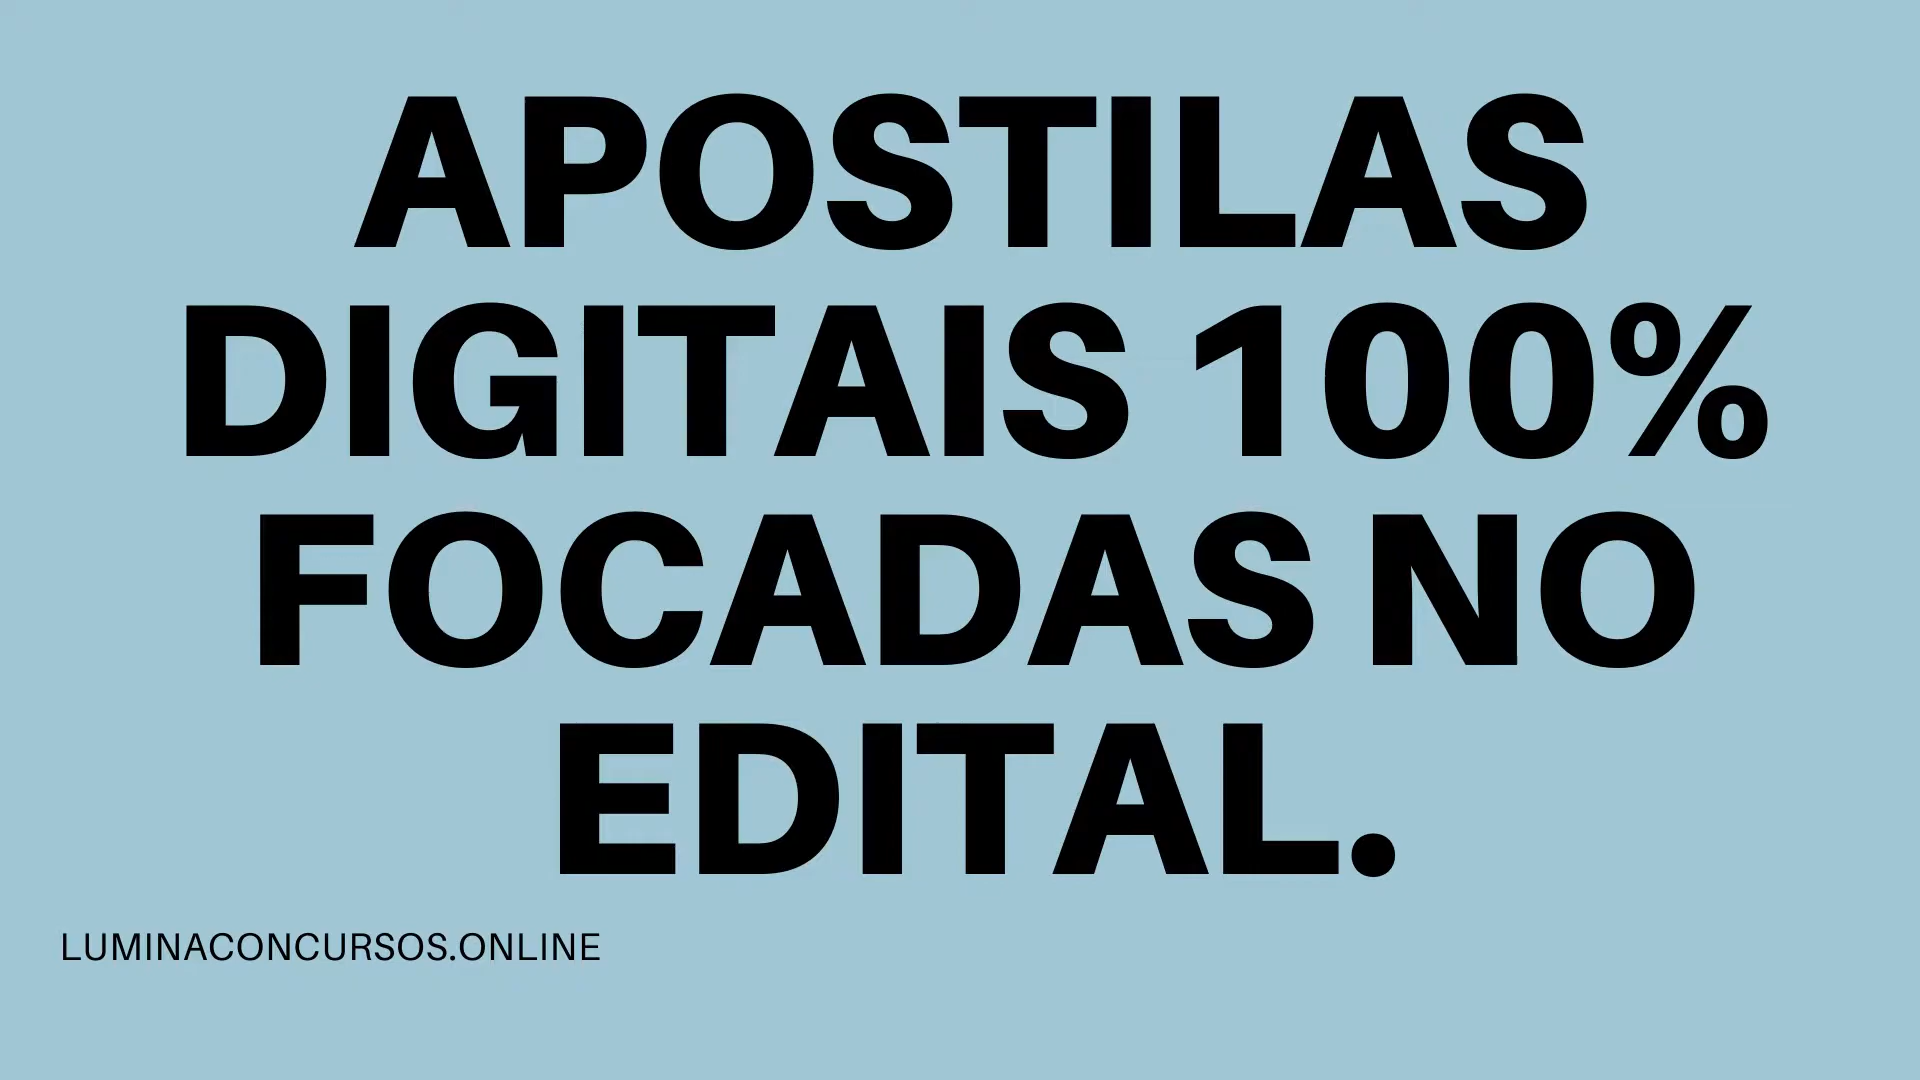 APOSTILAS
DIGITAIS 100%
FOCADAS NO
EDITAL.
LUMINACONCURSOS.ONLINE